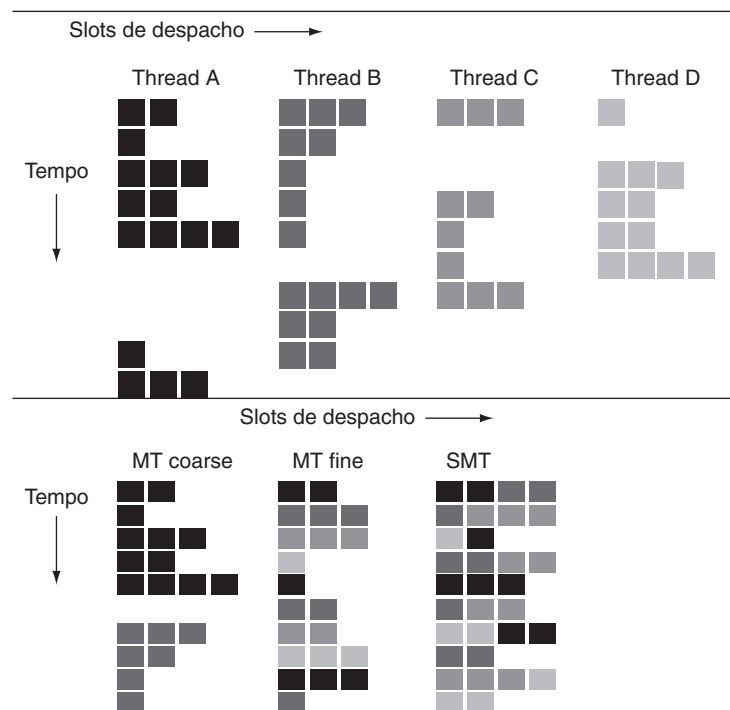 Slots de despacho
Thread A Thread B Thread C Thread D
Tempo
Slots de despacho
MT coarse MT fine SMT
Tempo